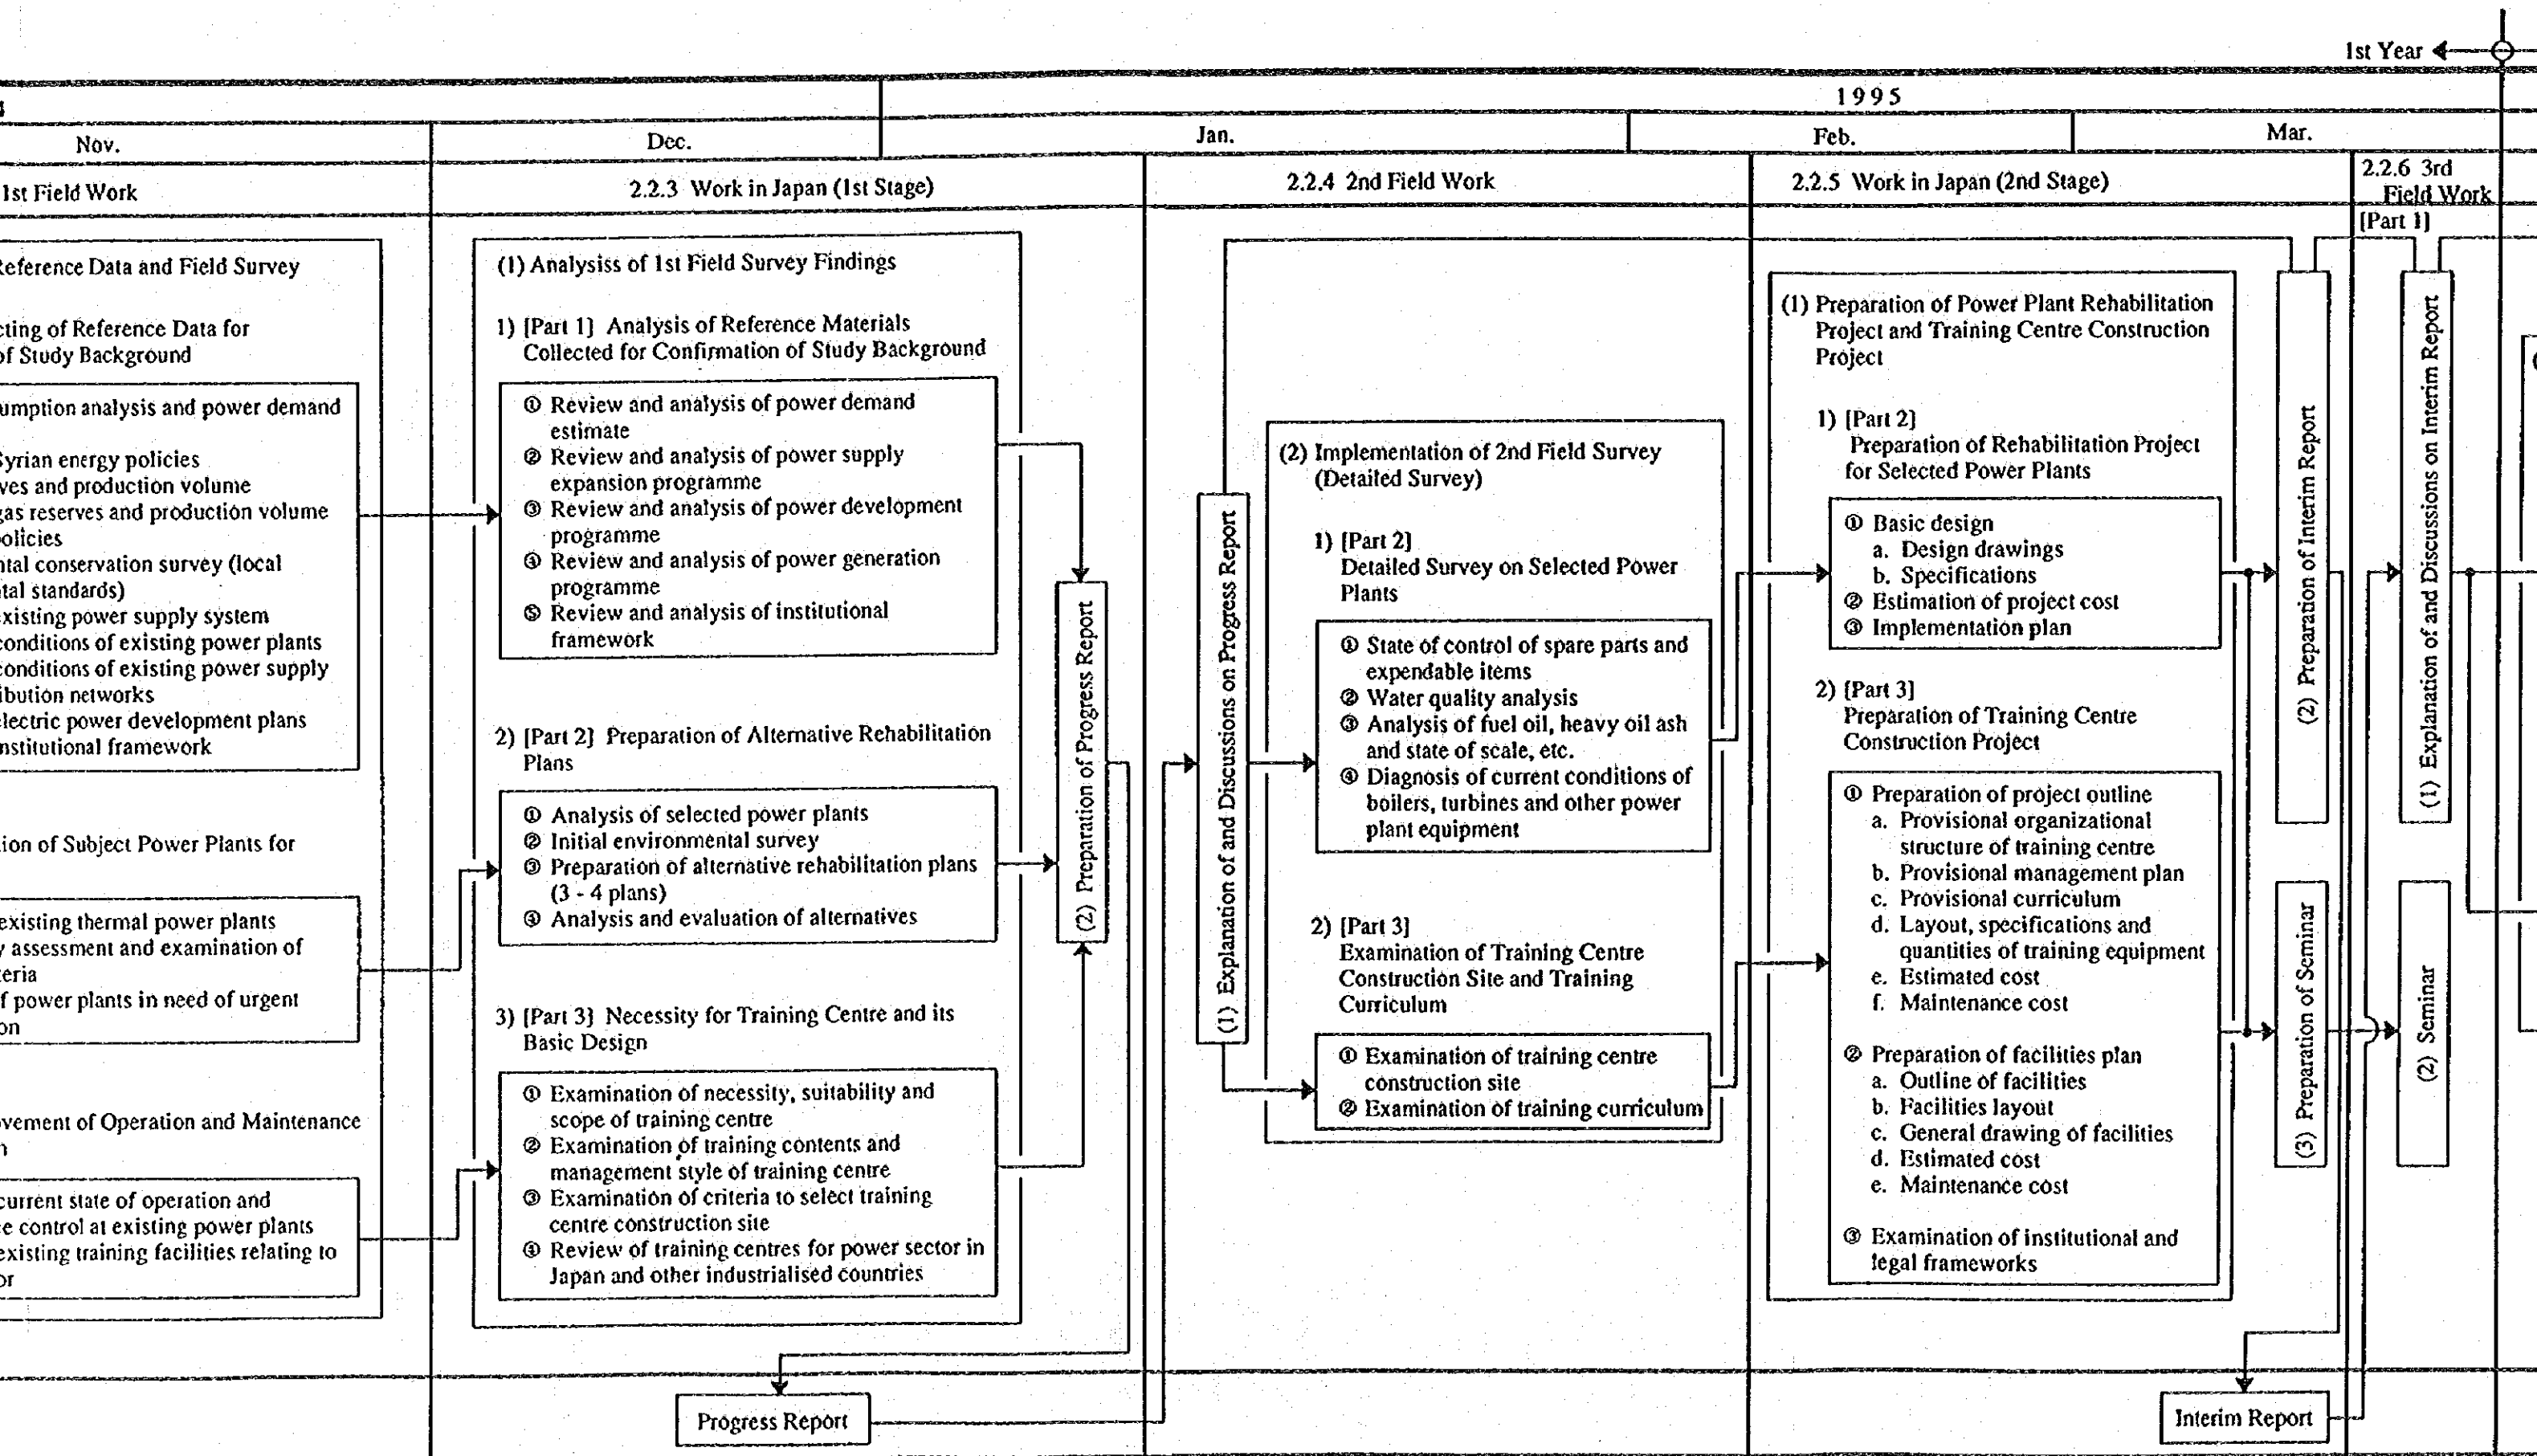 1st Year
1995
Nov.
Dec.
Jan.
Feb.
Mar.
1st Field Work
2.2.3 Work in Japan (1st Stage)
2.2.4 2nd Field Work
2.2.5 Work in Japan (2nd Stage)
2.2.6 3rd
Field Work
[Part 1]
Reference Data and Field Survey
cting of Reference Data for
of Study Background
umption analysis and power demand
Syrian energy policies
ves and production volume
gas reserves and production volume
policies
ntal conservation survey (local
tal standards)
existing power supply system
conditions of existing power plants
conditions of existing power supply
ibution networks
electric power development plans
institutional framework
ion of Subject Power Plants for
existing thermal power plants
y assessment and examination of
teria
f power plants in need of urgent
on
vement of Operation and Maintenance
n
current state of operation and
e control at existing power plants
existing training facilities relating to
or
(1) Analysiss of 1st Field Survey Findings
1) [Part 1] Analysis of Reference Materials
Collected for Confirmation of Study Background
① Review and analysis of power demand
estimate
② Review and analysis of power supply
expansion programme
③ Review and analysis of power development
programme
④ Review and analysis of power generation
programme
⑤ Review and analysis of institutional
framework
2) [Part 2] Preparation of Alternative Rehabilitation
Plans
① Analysis of selected power plants
② Initial environmental survey
③ Preparation of alternative rehabilitation plans
(3 - 4 plans)
④ Analysis and evaluation of alternatives
3) [Part 3] Necessity for Training Centre and its
Basic Design
① Examination of necessity, suitability and
scope of training centre
② Examination of training contents and
management style of training centre
③ Examination of criteria to select training
centre construction site
④ Review of training centres for power sector in
Japan and other industrialised countries
(2) Preparation of Progress Report
Progress Report
(1) Explanation of and Discussions on Progress Report
(2) Implementation of 2nd Field Survey
(Detailed Survey)
1) [Part 2]
Detailed Survey on Selected Power
Plants
① State of control of spare parts and
expendable items
② Water quality analysis
③ Analysis of fuel oil, heavy oil ash
and state of scale, etc.
④ Diagnosis of current conditions of
boilers, turbines and other power
plant equipment
2) [Part 3]
Examination of Training Centre
Construction Site and Training
Curriculum
① Examination of training centre
construction site
② Examination of training curriculum
(1) Preparation of Power Plant Rehabilitation
Project and Training Centre Construction
Project
1) [Part 2]
Preparation of Rehabilitation Project
for Selected Power Plants
① Basic design
a. Design drawings
b. Specifications
② Estimation of project cost
③ Implementation plan
2) [Part 3]
Preparation of Training Centre
Construction Project
① Preparation of project outline
a. Provisional organizational
structure of training centre
b. Provisional management plan
c. Provisional curriculum
d. Layout, specifications and
quantities of training equipment
e. Estimated cost
f. Maintenance cost
② Preparation of facilities plan
a. Outline of facilities
b. Facilities layout
c. General drawing of facilities
d. Estimated cost
e. Maintenance cost
③ Examination of institutional and
legal frameworks
(2) Preparation of Interim Report
(3) Preparation of Seminar
Interim Report
(1) Explanation of and Discussions on Interim Report
(2) Seminar